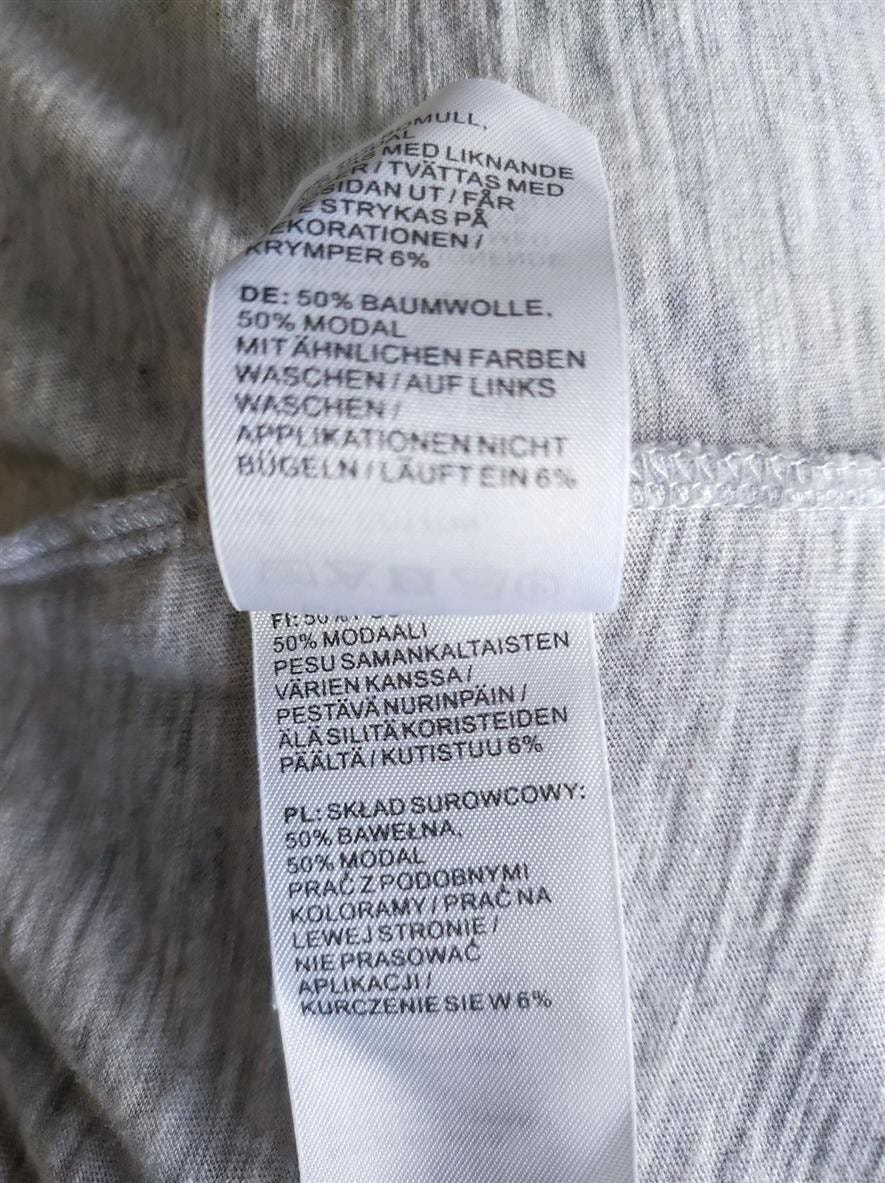 MED LIKNANDE
/ TVÄTTAS MED
UT / FÅR
STRYKAS PÅ
KRYMPER 6%
DE: 50% BAUMWOLLE,
50% MODAL
MIT ÄHNLICHEN FARBEN
WASCHEN / AUF LINKS
WASCHEN /
APPLIKATIONEN NICHT
BÜGELN / LÄUFT EIN 6%
FI: 50%
50% MODAALI
PESU SAMANKALTAISTEN
VÄRIEN KANSSA /
PESTÄVÄ NURINPÄIN /
ÄLÄ SILITÄ KORISTEIDEN
PÄÄLTÄ / KUTISTUU 6%
PL: SKŁAD SUROWCOWY:
50% BAWEŁNA,
50% MODAL
PRAĆ Z PODOBNYMI
KOLORAMY / PRAĆ NA
LEWEJ STRONIE /
NIE PRASOWAĆ
APLIKACJI /
KURCZENIE SIE W 6%